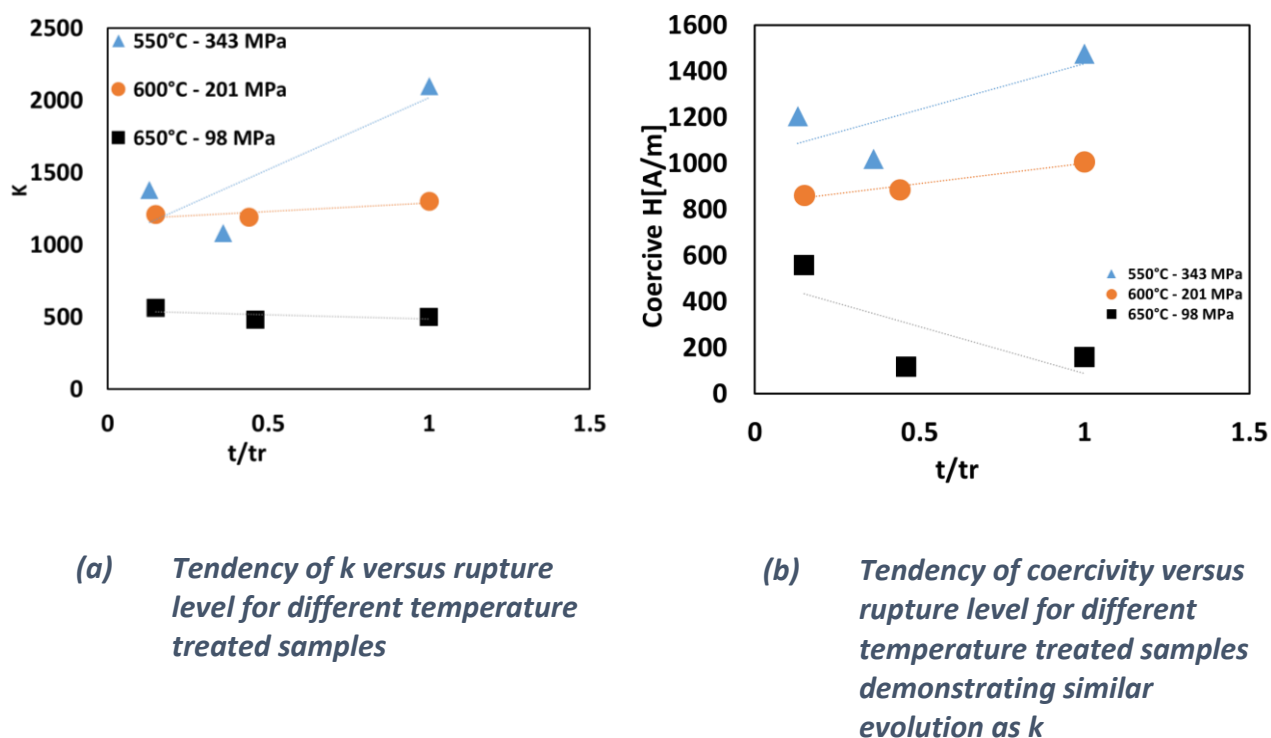 2500
2000
1500
1000
500
0
K
550°C - 343 MPa
600°C - 201 MPa
650°C - 98 MPa
0
0.5
1
1.5
t/tr
1600
1400
1200
1000
800
600
400
200
0
Coercive H[A/m]
550°C - 343 MPa
600°C - 201 MPa
650°C - 98 MPa
0
0.5
1
1.5
t/tr
(a) Tendency of k versus rupture
level for different temperature
treated samples
(b) Tendency of coercivity versus
rupture level for different
temperature treated samples
demonstrating similar
evolution as k